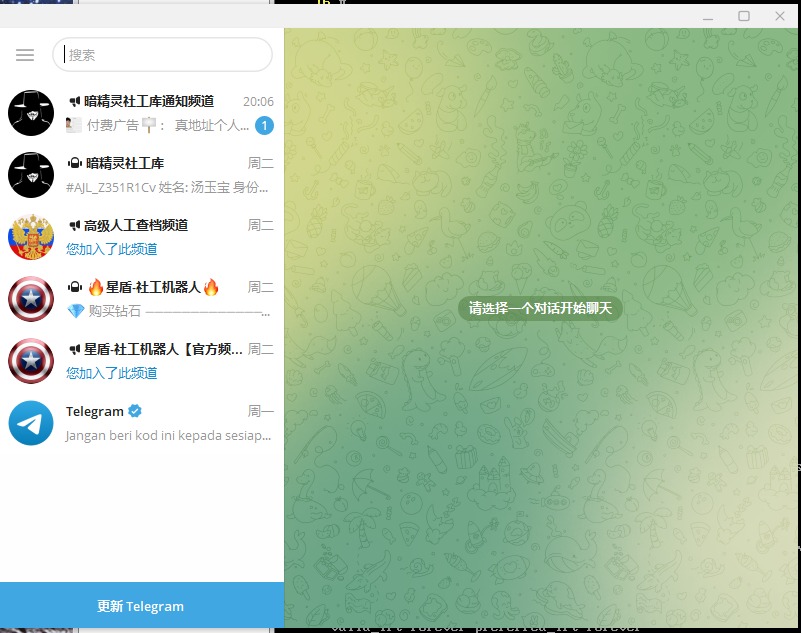 搜索
暗精灵社工库通知频道 20:06
付费广告🪧： 真地址个人... 1
暗精灵社工库 周二
#AJL_Z351R1Cv 姓名: 汤玉宝 身份...
高级人工查档频道 周二
您加入了此频道
🔥星盾-社工机器人🔥 周二
💎 购买钻石 ————————...
星盾-社工机器人【官方频... 周二
您加入了此频道
Telegram 周一
Jangan beri kod ini kepada sesiap...
请选择一个对话开始聊天
更新 Telegram
valid_lft forever preferred_lft forever